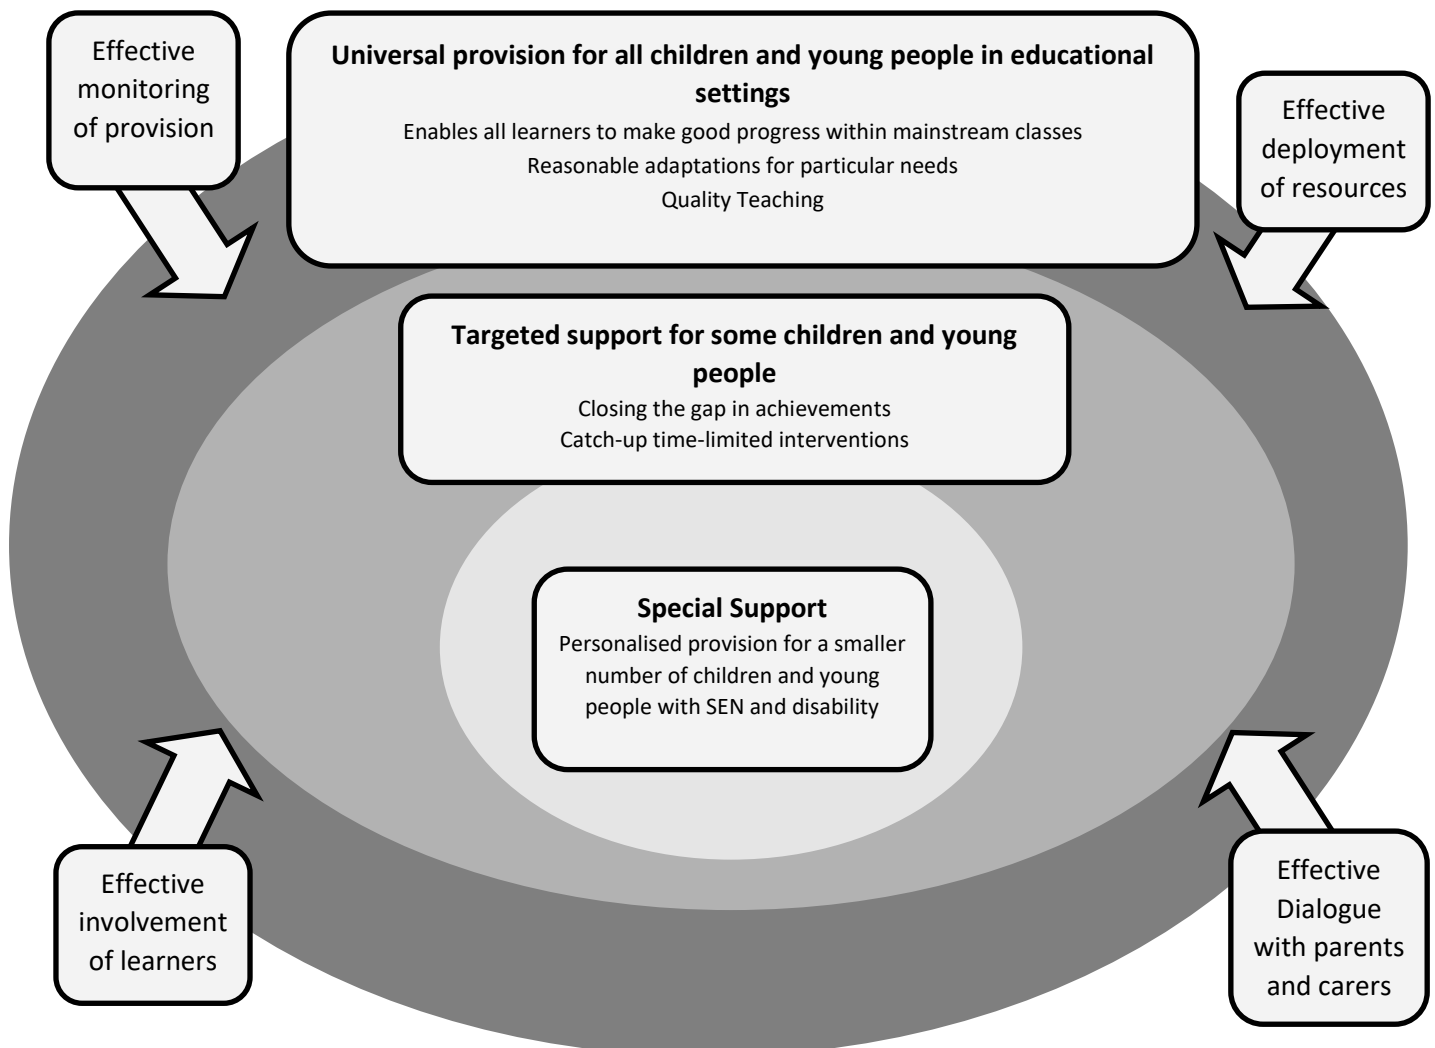 Effective
monitoring
of provision
Universal provision for all children and young people in educational
settings
Enables all learners to make good progress within mainstream classes
Reasonable adaptations for particular needs
Quality Teaching
Effective
deployment
of resources
Targeted support for some children and young
people
Closing the gap in achievements
Catch-up time-limited interventions
Special Support
Personalised provision for a smaller
number of children and young
people with SEN and disability
Effective
involvement
of learners
Effective
Dialogue
with parents
and carers